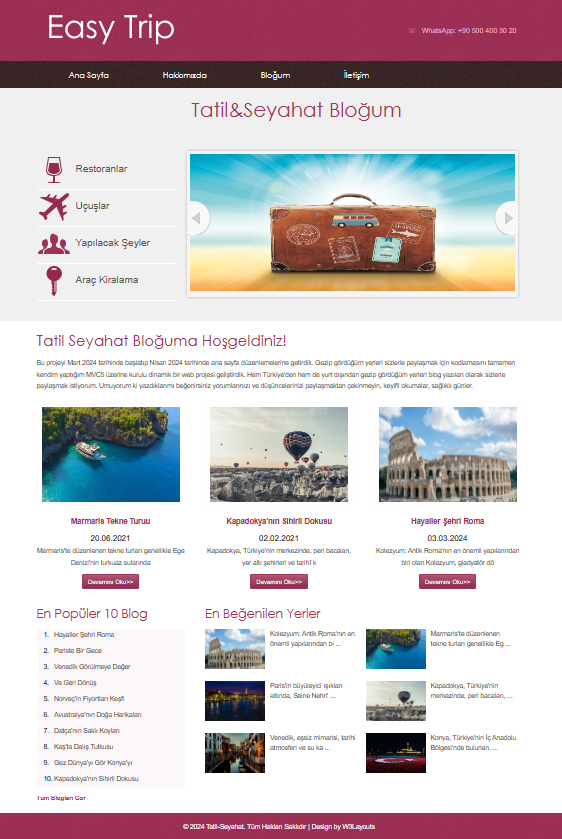 Easy Trip
WhatsApp: +90 500 400 30 20
Ana Sayfa
Hakkımızda
Bloğum
İletişim
Tatil&Seyahat Bloğum
Restoranlar
Uçuşlar
Yapılacak Şeyler
Araç Kiralama
Tatil Seyahat Bloğuma Hoşgeldiniz!
Bu projeyi Mart 2024 tarihinde başlatıp Nisan 2024 tarihinde ana sayfa düzenlemelerine getirdik. Gezip gördüğüm yerleri sizlerle paylaşmak için kodlamasını tamamen
kendim yaptığım MVC5 üzerine kurulu dinamik bir web projesi geliştirdik. Hem Türkiye'den hem de yurt dışından gezip gördüğüm yerleri blog yazıları olarak sizlerle
paylaşmak istiyorum. Umuyorum ki yazdıklarımı beğenirsiniz yorumlarınızı ve düşüncelerinizi paylaşmaktan çekinmeyin, keyifli okumalar, sağlıklı günler.
Marmaris Tekne Turuu
20.06.2021
Marmaris'te düzenlenen tekne turları genellikle Ege
Denizi'nin turkuaz sularında
Devamını Oku>>
Kapadokya'nın Sihirli Dokusu
02.02.2021
Kapadokya, Türkiye'nin merkezinde, peri bacaları,
yer altı şehirleri ve tarihî k
Devamını Oku>>
Hayaller Şehri Roma
03.03.2024
Kolezyum: Antik Roma'nın en önemli yapılarından
biri olan Kolezyum, gladyatör dö
Devamını Oku>>
En Popüler 10 Blog
1. Hayaller Şehri Roma
2. Pariste Bir Gece
3. Venedik Görülmeye Değer
4. Ve Geri Dönüş
5. Norveç'in Fiyortları Keşfi
6. Avustralya'nın Doğa Harikaları
7. Datça'nın Saklı Koyları
8. Kaş'ta Dalış Tutkusu
9. Gez Dünya'yı Gör Konya'yı
10. Kapadokya'nın Sihirli Dokusu
Tüm Blogları Gör
En Beğenilen Yerler
Kolezyum: Antik Roma'nın en
önemli yapılarından bi ...
Marmaris'te düzenlenen
tekne turları genellikle Eg ...
Paris'in büyüleyici ışıkları
altında, Seine Nehri' ...
Kapadokya, Türkiye'nin
merkezinde, peri bacaları, ...
Venedik, eşsiz mimarisi, tarihi
atmosferi ve su ka ...
Konya, Türkiye'nin İç Anadolu
Bölgesi'nde bulunan, ...
© 2024 Tatil-Seyahat. Tüm Hakları Saklıdır | Design by W3Layouts